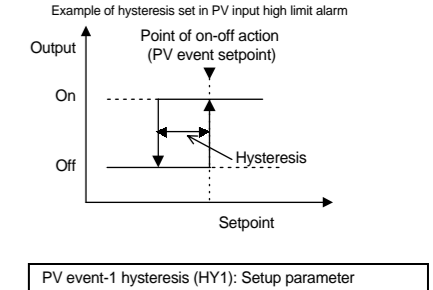 Example of hysteresis set in PV input high limit alarm
Output
Point of on-off action
(PV event setpoint)
On
Hysteresis
Off
Setpoint
PV event-1 hysteresis (HY1): Setup parameter